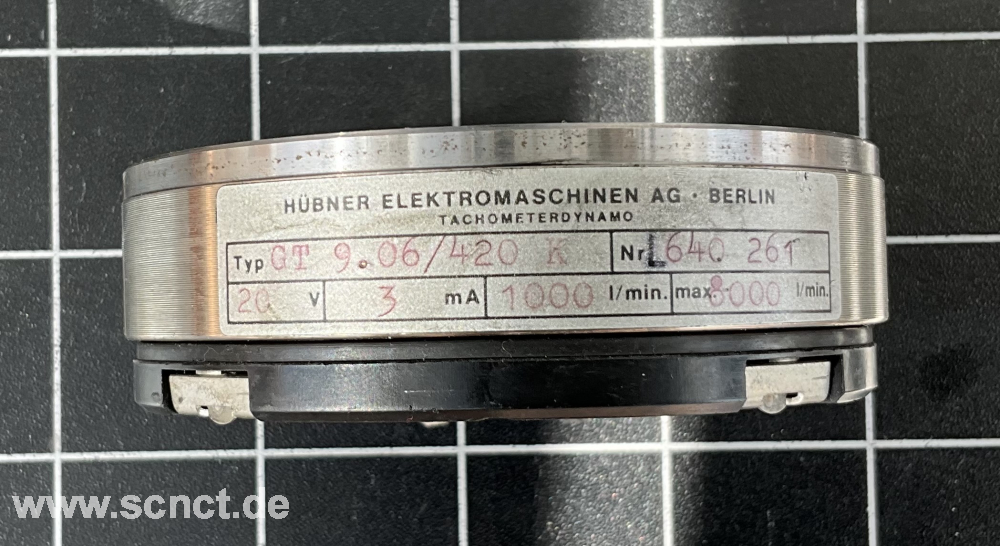 HÜBNER ELEKTROMASCHINEN AG · BERLIN
TACHOMETERDYNAMO
Typ GT 9.06/420 K Nr. L640 261
20 V 3 mA 1000 l/min. max. 8000 l/min.
www.scnct.de